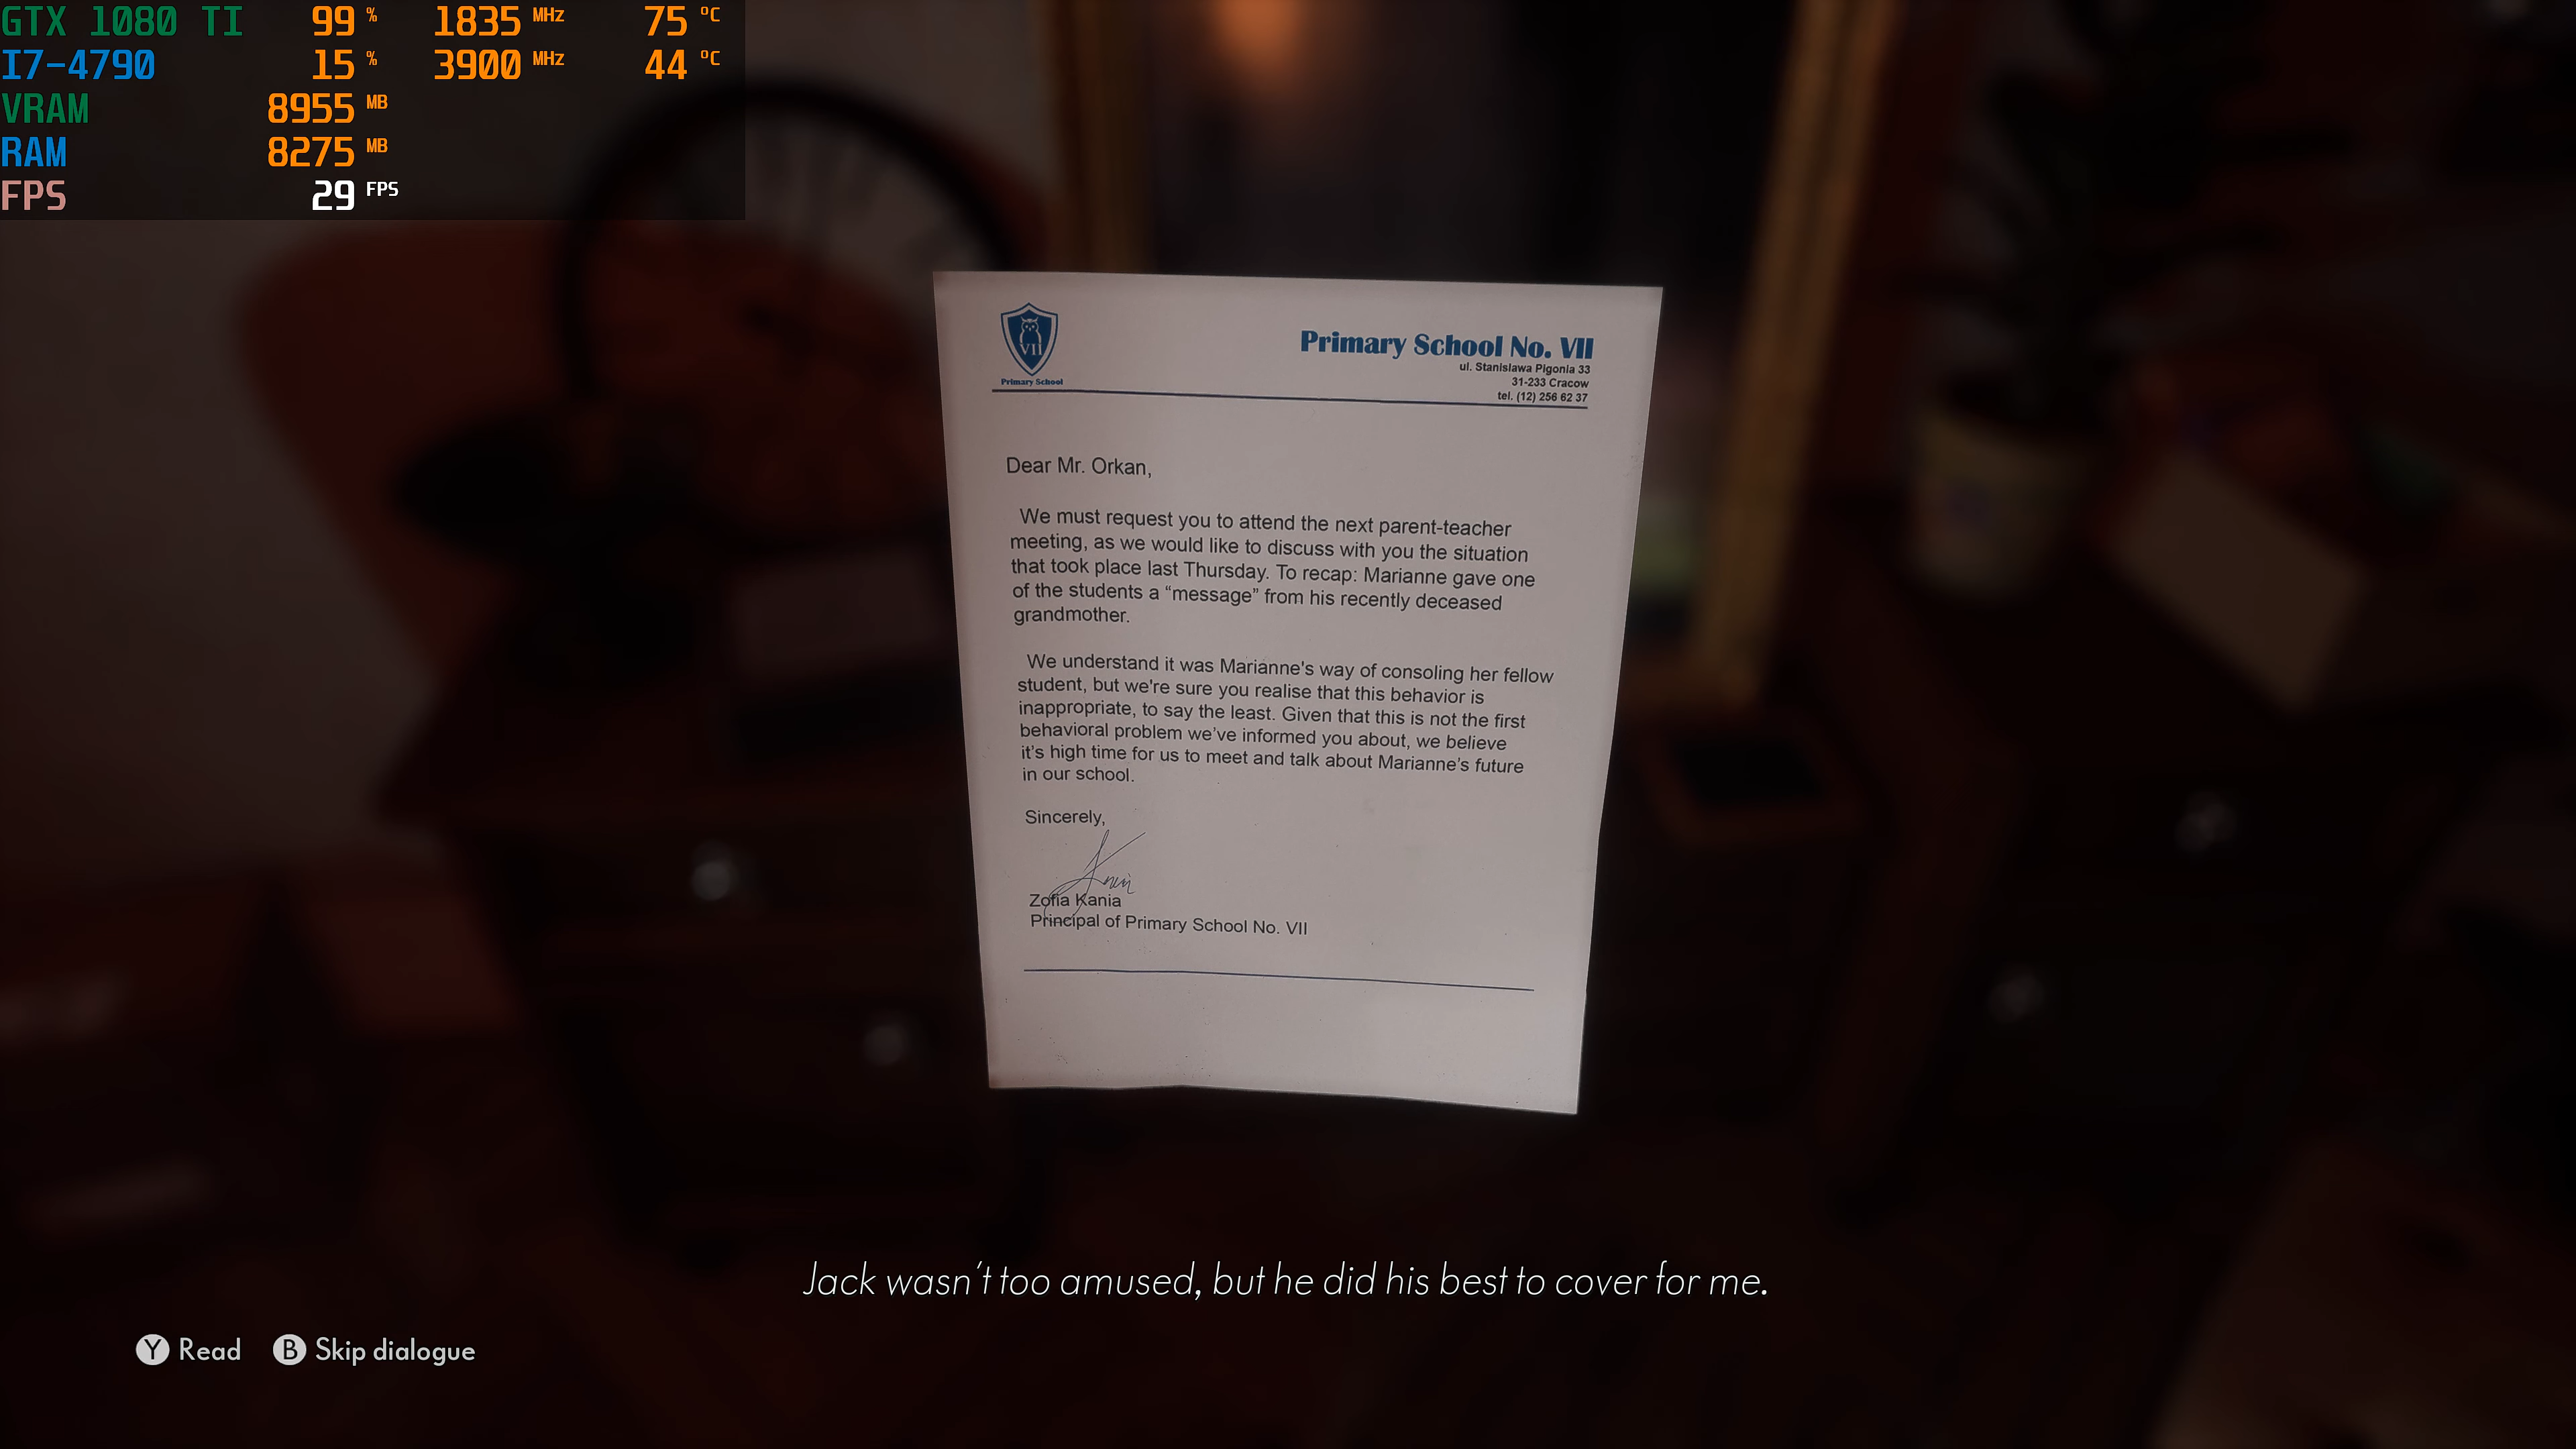 GTX 1080 TI 99 % 1835 MHz 75 °C
I7-4790 15 % 3900 MHz 44 °C
VRAM 8955 MB
RAM 8275 MB
FPS 29 FPS
VII
Primary School
Primary School No. VII
ul. Stanislawa Pigonia 33
31-233 Cracow
tel. (12) 256 62 37
Dear Mr. Orkan,
We must request you to attend the next parent-teacher
meeting, as we would like to discuss with you the situation
that took place last Thursday. To recap: Marianne gave one
of the students a “message” from his recently deceased
grandmother.
We understand it was Marianne's way of consoling her fellow
student, but we're sure you realise that this behavior is
inappropriate, to say the least. Given that this is not the first
behavioral problem we’ve informed you about, we believe
it’s high time for us to meet and talk about Marianne’s future
in our school.
Sincerely,
Zofia Kania
Principal of Primary School No. VII
Jack wasn't too amused, but he did his best to cover for me.
Y Read B Skip dialogue